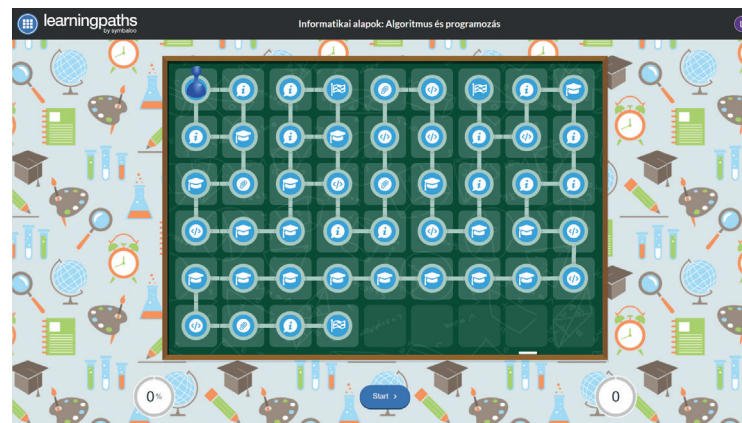 learningpaths
by symbaloo
Informatikai alapok: Algoritmus és programozás
0%
Start >
0